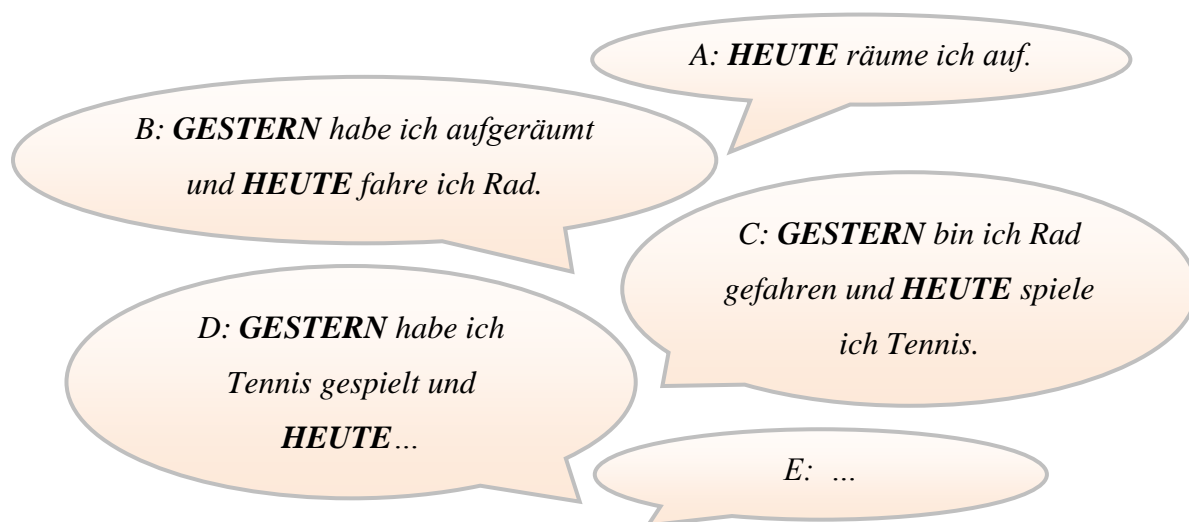 A: HEUTE räume ich auf.
B: GESTERN habe ich aufgeräumt
und HEUTE fahre ich Rad.
C: GESTERN bin ich Rad
gefahren und HEUTE spiele
ich Tennis.
D: GESTERN habe ich
Tennis gespielt und
HEUTE…
E: …